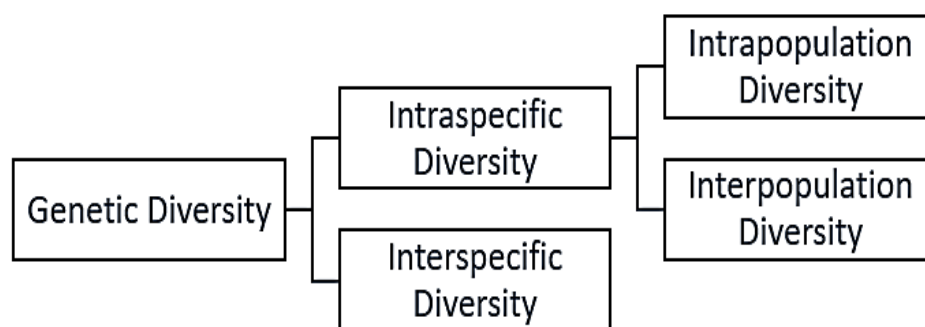 Genetic Diversity
Intraspecific
Diversity
Interspecific
Diversity
Intrapopulation
Diversity
Interpopulation
Diversity